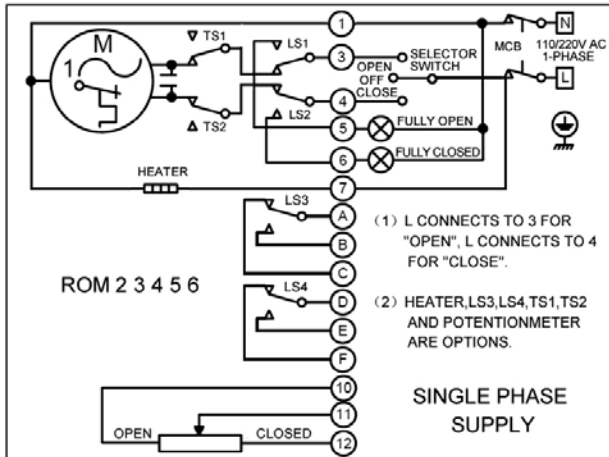 1
N
M
TS1
LS1
3
SELECTOR
SWITCH
MCB
110/220V AC
1-PHASE
1
OPEN
OFF
CLOSE
L
4
TS2
LS2
5
FULLY OPEN
6
FULLY CLOSED
HEATER
7
LS3
A
B
C
(1) L CONNECTS TO 3 FOR
"OPEN", L CONNECTS TO 4
FOR "CLOSE".
ROM 2 3 4 5 6
LS4
D
E
F
(2) HEATER,LS3,LS4,TS1,TS2
AND POTENTIONMETER
ARE OPTIONS.
10
11
12
OPEN
CLOSED
SINGLE PHASE
SUPPLY